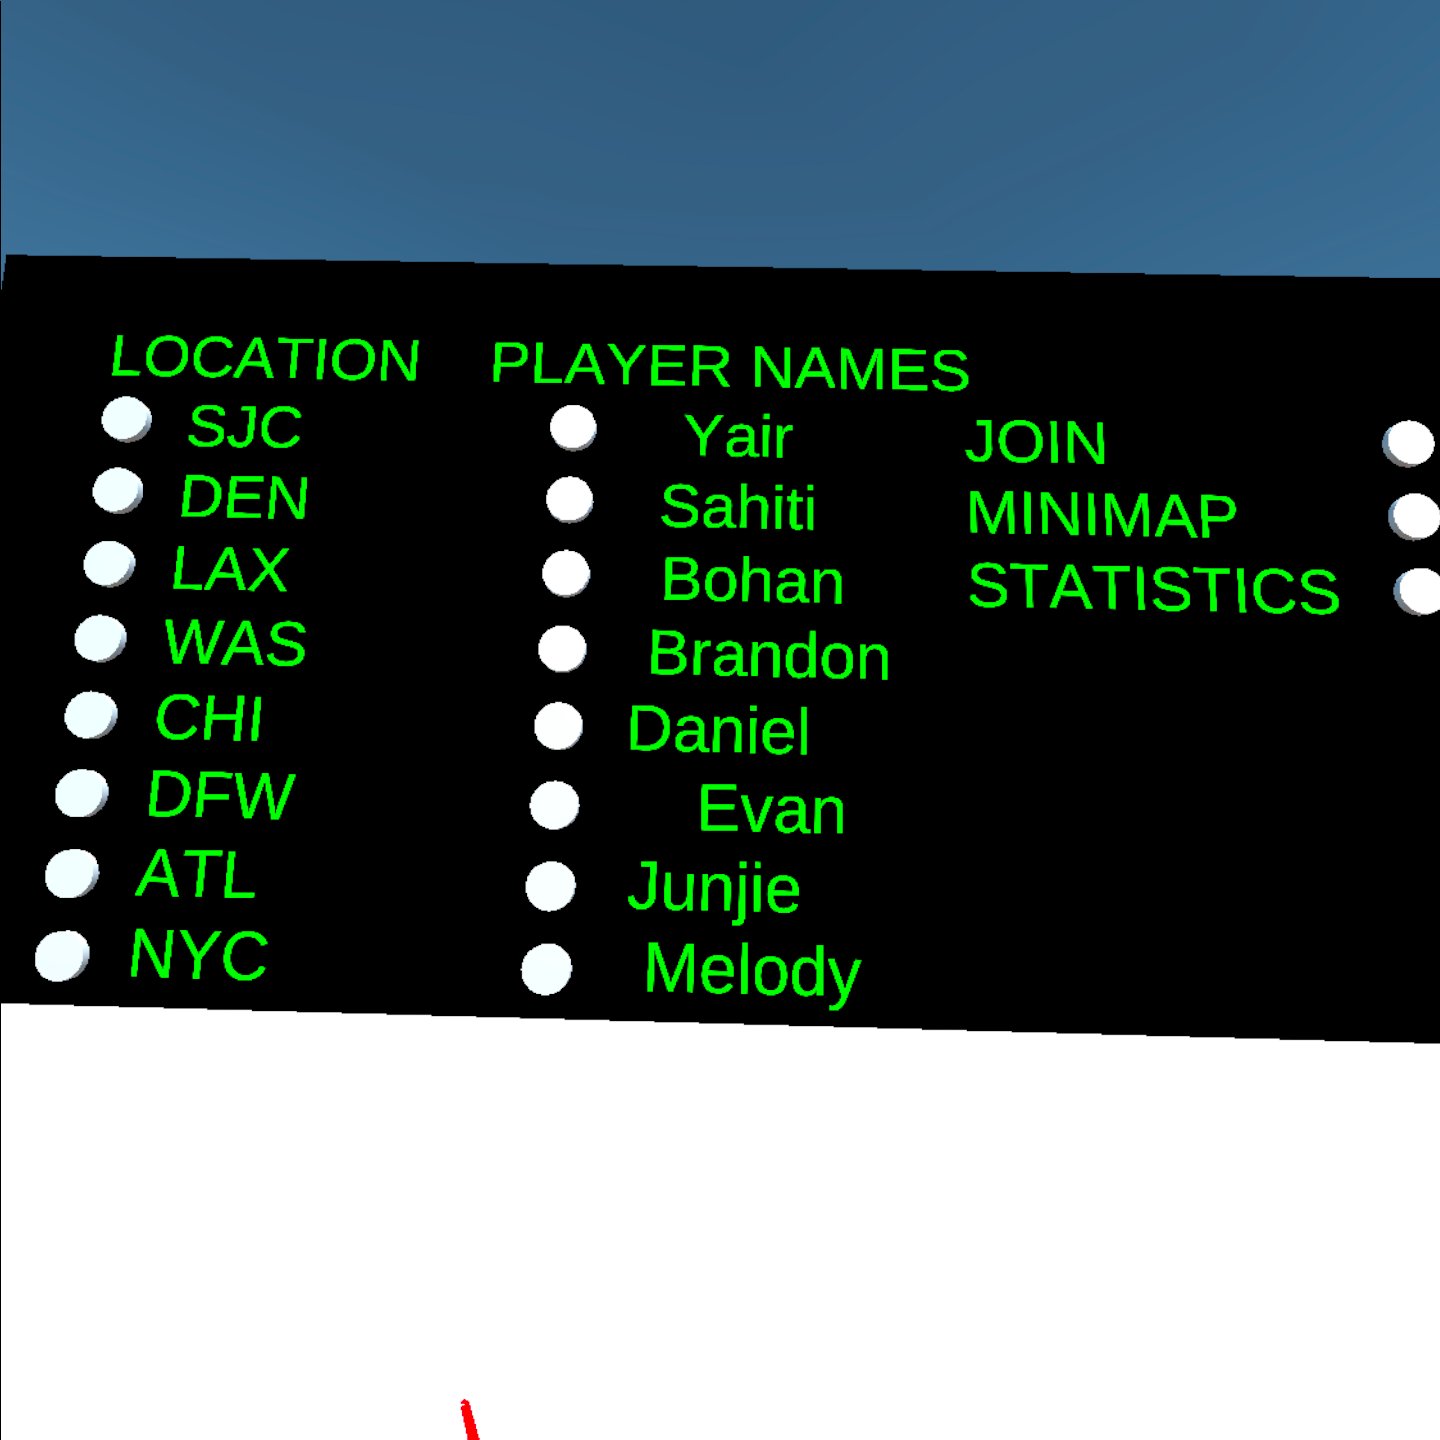 LOCATION PLAYER NAMES
SJC Yair JOIN
DEN Sahiti MINIMAP
LAX Bohan STATISTICS
WAS Brandon
CHI Daniel
DFW Evan
ATL Junjie
NYC Melody